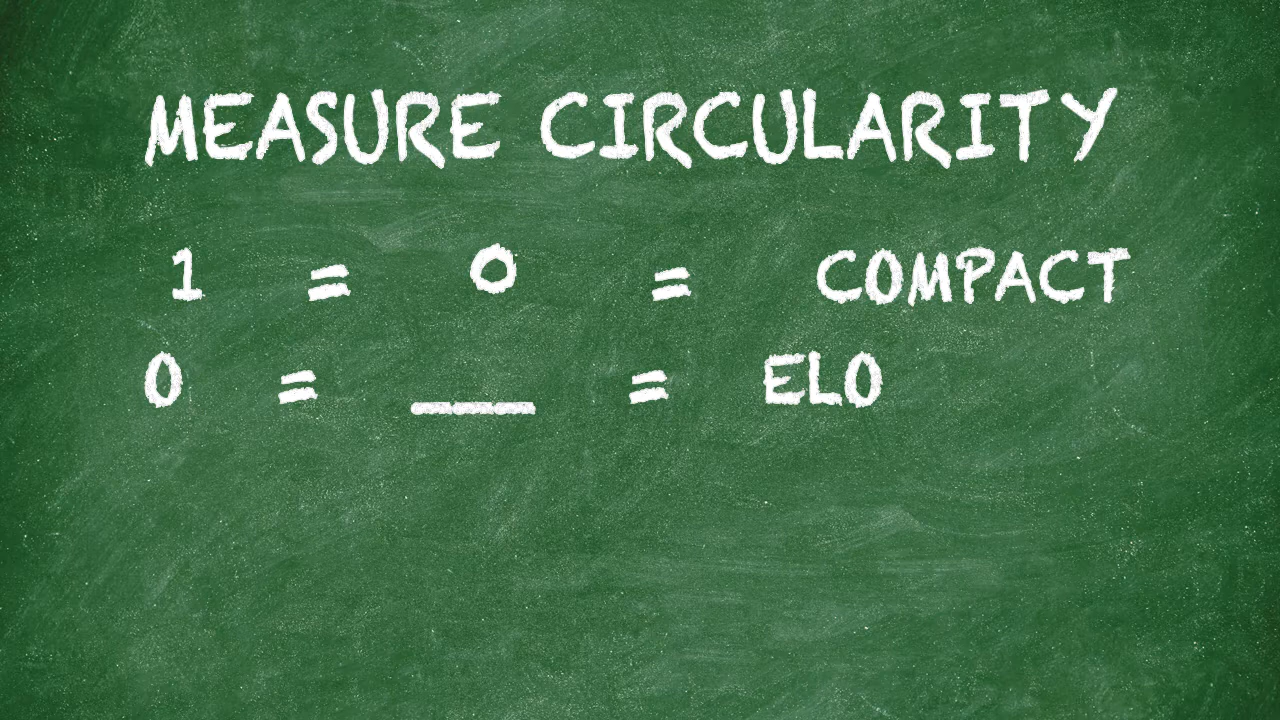 MEASURE CIRCULARITY
1 = O = COMPACT
0 = ___ = ELO